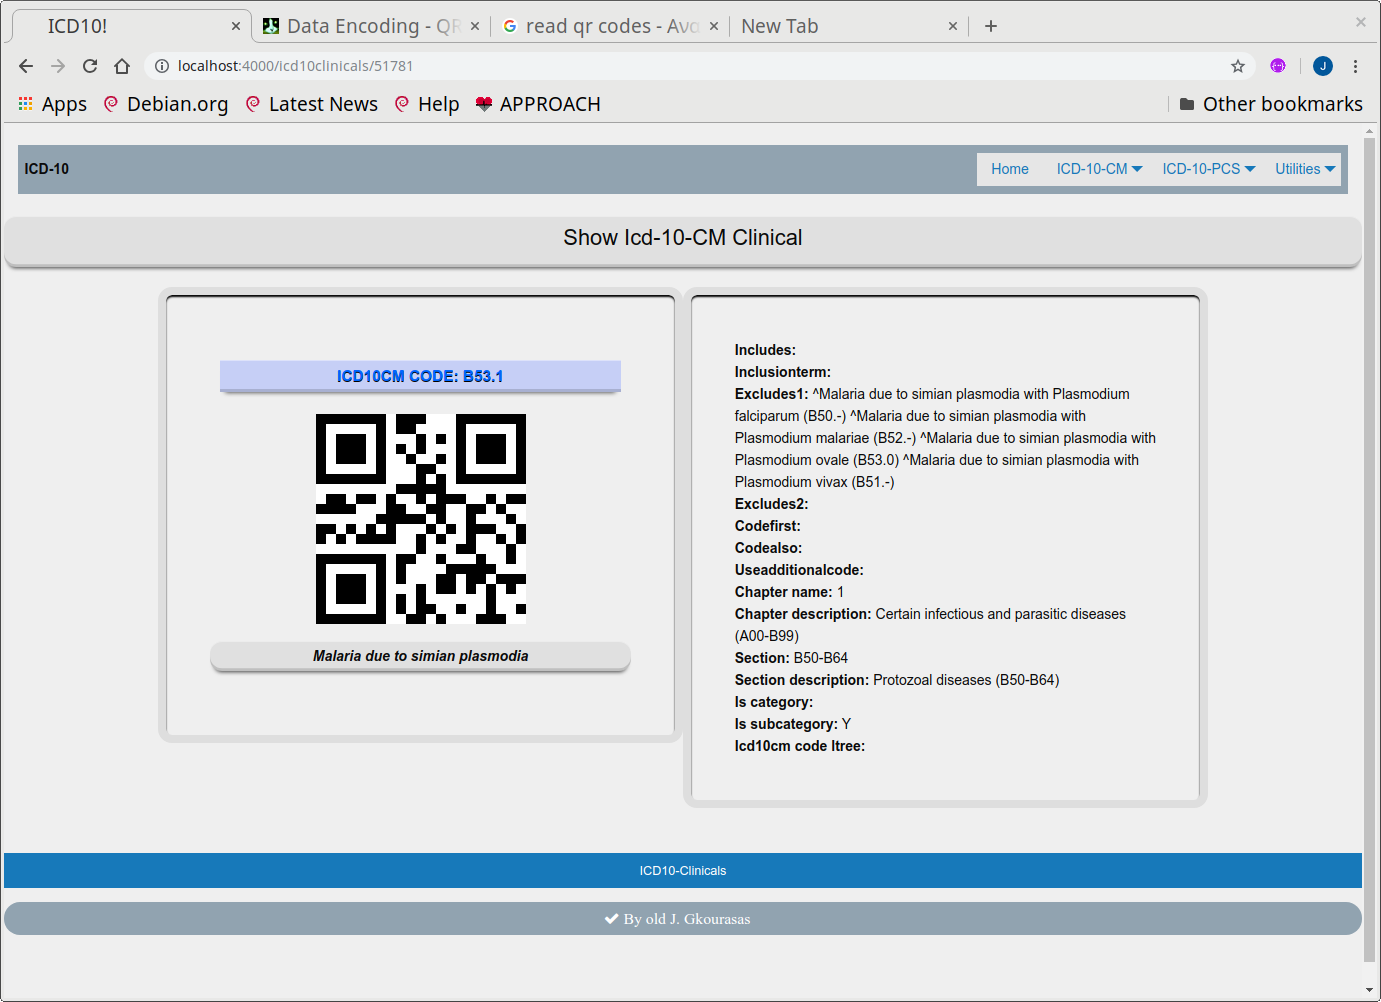 ICD10!
Data Encoding - QR
read qr codes - Ανα
New Tab
localhost:4000/icd10clinicals/51781
J
Apps
Debian.org
Latest News
Help
APPROACH
Other bookmarks
ICD-10
Home
ICD-10-CM
ICD-10-PCS
Utilities
Show Icd-10-CM Clinical
ICD10CM CODE: B53.1
Malaria due to simian plasmodia
Includes:
Inclusionterm:
Excludes1: ^Malaria due to simian plasmodia with Plasmodium
falciparum (B50.-) ^Malaria due to simian plasmodia with
Plasmodium malariae (B52.-) ^Malaria due to simian plasmodia with
Plasmodium ovale (B53.0) ^Malaria due to simian plasmodia with
Plasmodium vivax (B51.-)
Excludes2:
Codefirst:
Codealso:
Useadditionalcode:
Chapter name: 1
Chapter description: Certain infectious and parasitic diseases
(A00-B99)
Section: B50-B64
Section description: Protozoal diseases (B50-B64)
Is category:
Is subcategory: Y
Icd10cm code ltree:
ICD10-Clinicals
By old J. Gkourasas